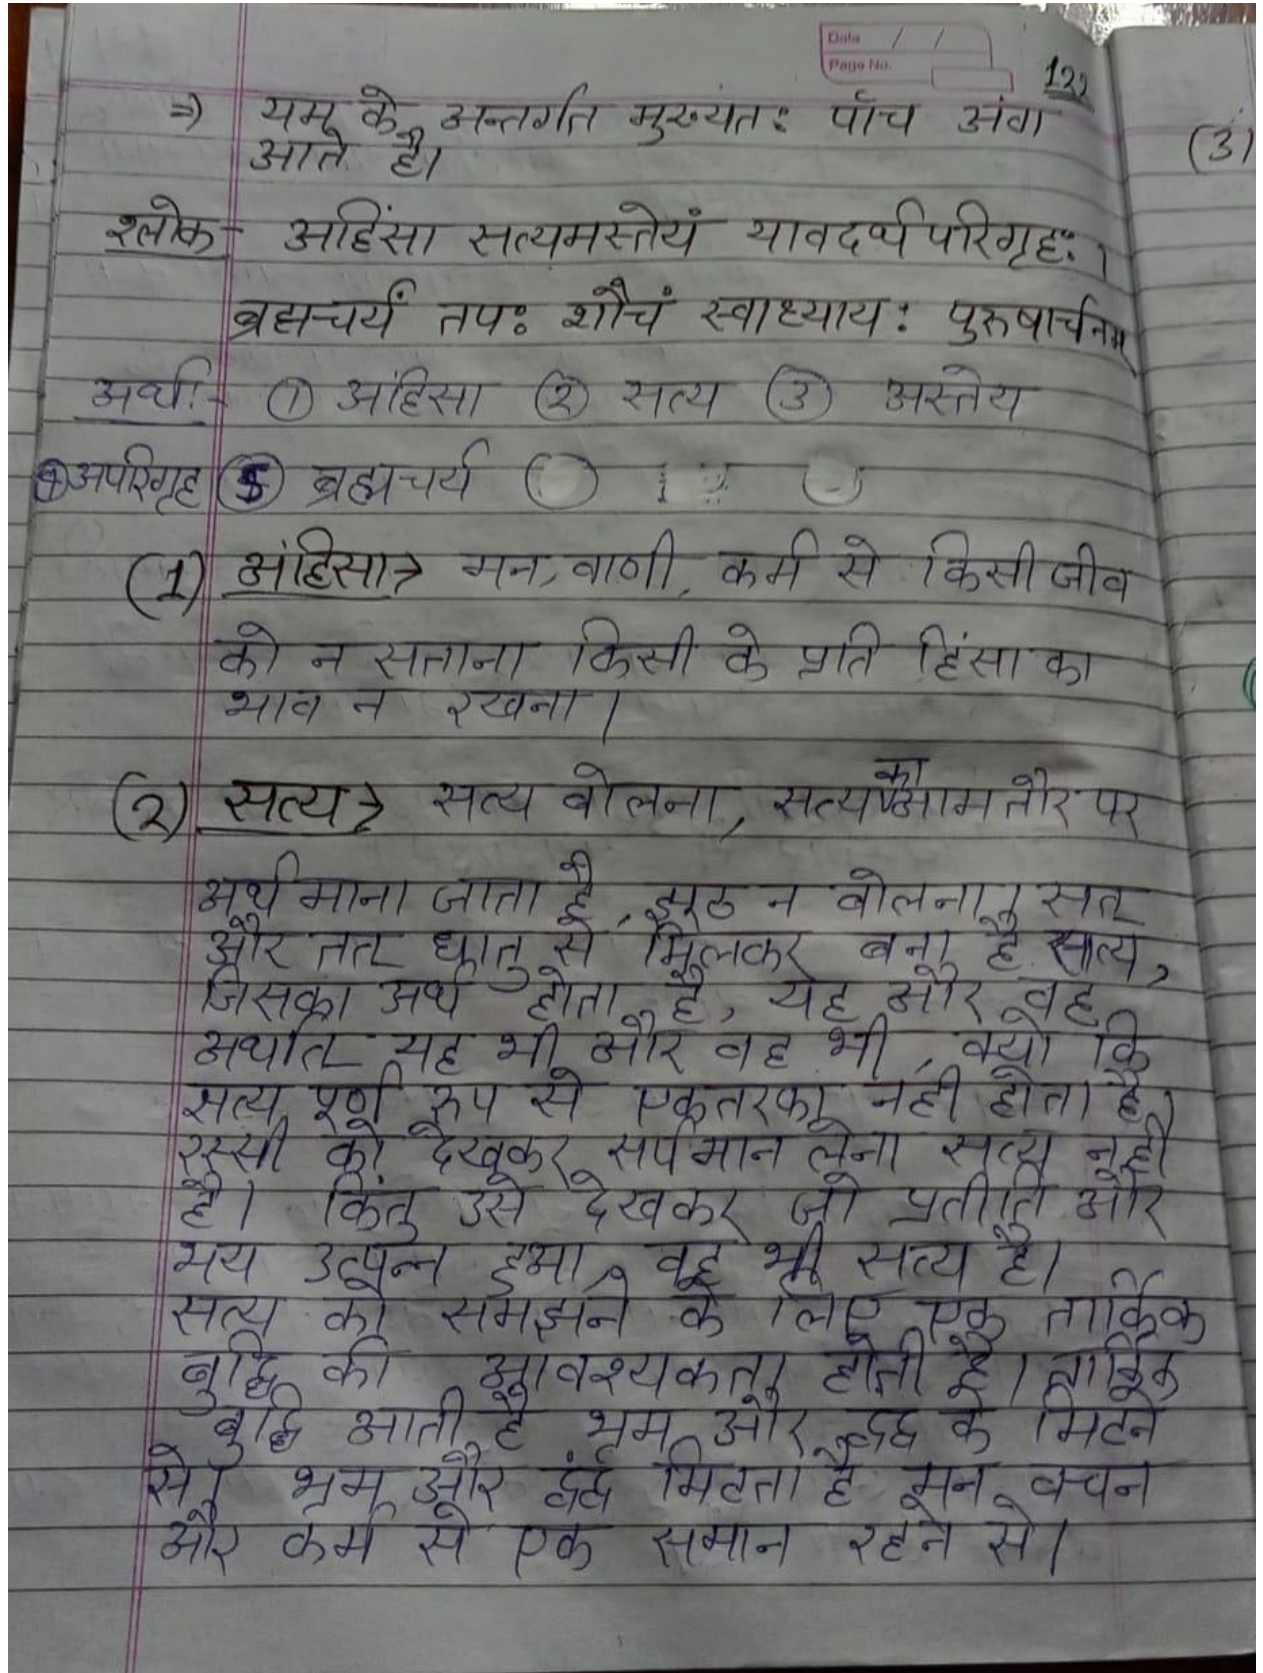 Date / /
Page No.
122
⇒ यम के अन्तर्गत मुख्यतः पाँच अंग
आते है।
(3)
श्लोक - अहिंसा सत्यमस्तेयं यावदर्थपरिगृहः।
ब्रह्मचर्यं तपः शौचं स्वाध्यायः पुरुषार्चनम्
अर्थः- ① अंहिसा ② सत्य ③ अस्तेय
④ अपरिगृह ⑤ ब्रह्मचर्य
(1) अंहिसा→ मन, वाणी, कर्म से किसी जीव
को न सताना किसी के प्रति हिंसा का
भाव न रखना।
(2) सत्य→ सत्य बोलना, सत्य का आमतौर पर
अर्थ माना जाता है, झूठ न बोलना। सत्
और तत् धातु से मिलकर बना है सत्य,
जिसका अर्थ होता है, यह और वह
अर्थात् यह भी और वह भी, क्यो कि
सत्य पूर्ण रुप से एकतरफा नही होता है,
रस्सी को देखकर सर्प मान लेना सत्य नही
है। किंतु उसे देखकर जो प्रतीति और
भय उत्पन्न हुआ वह भी सत्य है।
सत्य को समझने के लिए एक तार्किक
बुद्धि की आवश्यकता होती है। तार्किक
बुद्धि आती है भ्रम और द्वंद्व के मिटने
से। भ्रम और द्वंद्व मिटता है मन, वचन
और कर्म से एक समान रहने से।